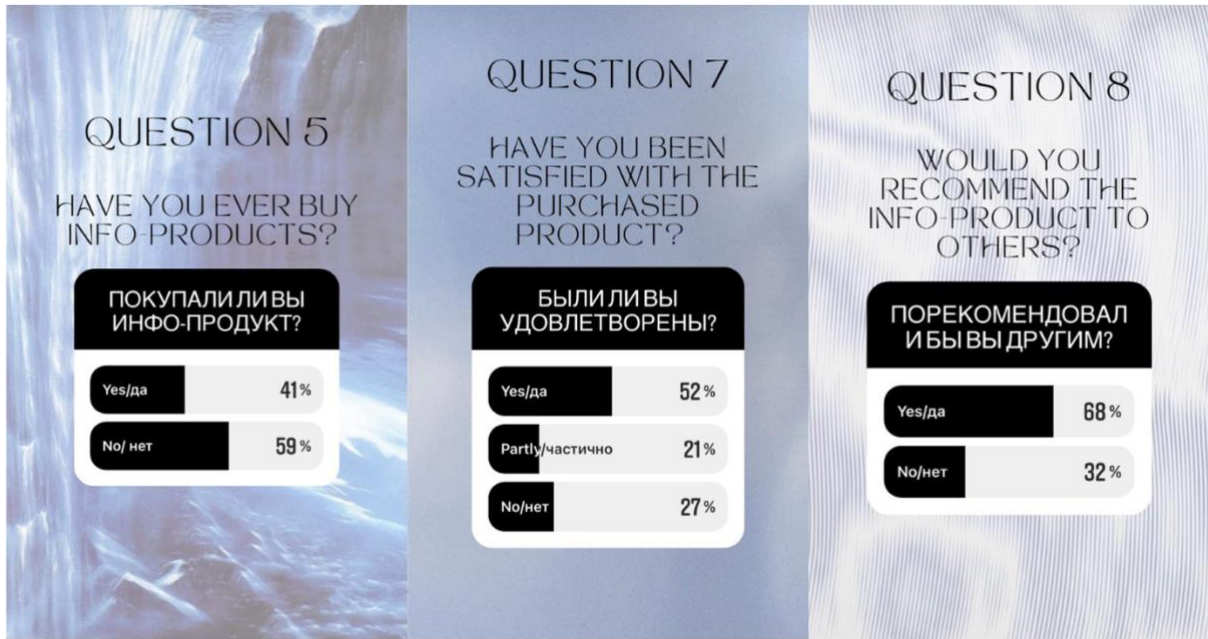 QUESTION 5
HAVE YOU EVER BUY
INFO-PRODUCTS?
ПОКУПАЛИ ЛИ ВЫ
ИНФО-ПРОДУКТ?
Yes/да 41%
No/ нет 59%
QUESTION 7
HAVE YOU BEEN
SATISFIED WITH THE
PURCHASED
PRODUCT?
БЫЛИ ЛИ ВЫ
УДОВЛЕТВОРЕНЫ?
Yes/да 52%
Partly/частично 21%
No/нет 27%
QUESTION 8
WOULD YOU
RECOMMEND THE
INFO-PRODUCT TO
OTHERS?
ПОРЕКОМЕНДОВАЛ
И БЫ ВЫ ДРУГИМ?
Yes/да 68%
No/нет 32%